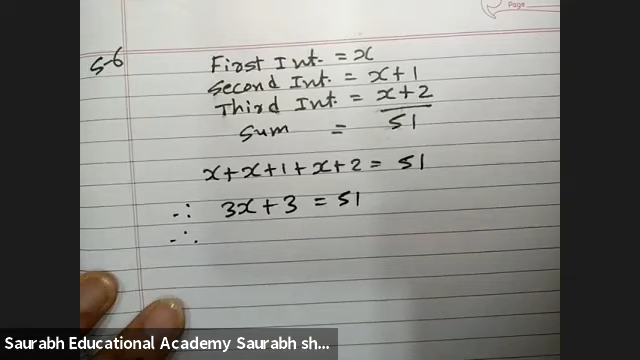 Page
S-6
First Int. = x
Second Int. = x+1
Third Int. = x+2
Sum = 51
x+x+1+x+2 = 51
∴ 3x+3 = 51
∴
Saurabh Educational Academy Saurabh sh...